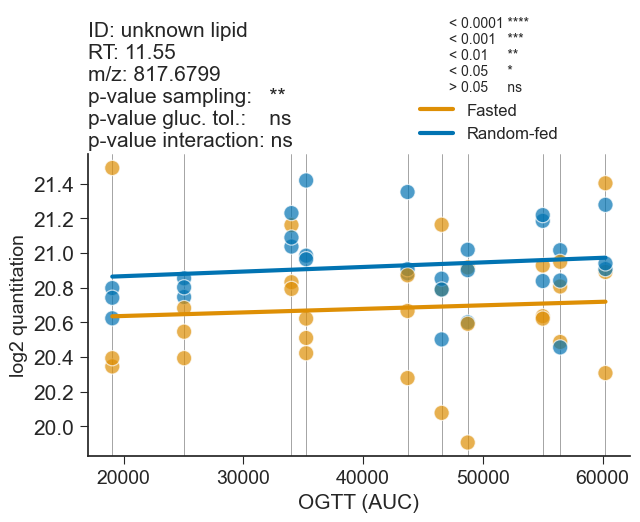 ID: unknown lipid
RT: 11.55
m/z: 817.6799
p-value sampling: **
p-value gluc. tol.: ns
p-value interaction: ns
< 0.0001 ****
< 0.001 ***
< 0.01 **
< 0.05 *
> 0.05 ns
Fasted
Random-fed
log2 quantitation
21.4
21.2
21.0
20.8
20.6
20.4
20.2
20.0
20000 30000 40000 50000 60000
OGTT (AUC)